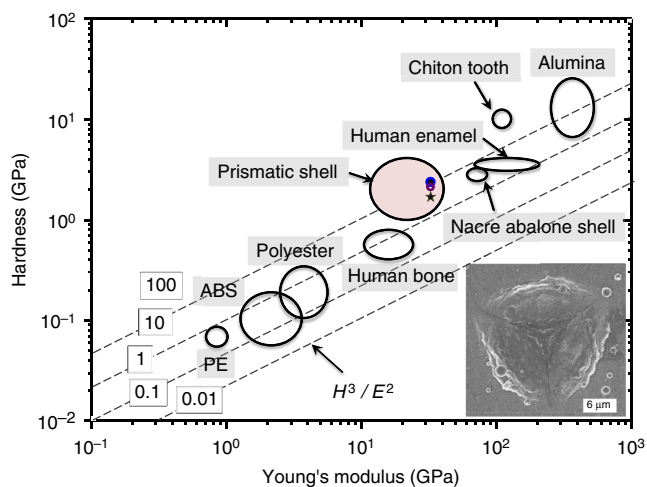 10²
10¹
10⁰
10⁻¹
10⁻²
Hardness (GPa)
Chiton tooth
Alumina
Human enamel
Prismatic shell
Nacre abalone shell
Polyester
Human bone
ABS
PE
100
10
1
0.1
0.01
H³ / E²
6 µm
10⁻¹
10⁰
10¹
10²
10³
Young's modulus (GPa)